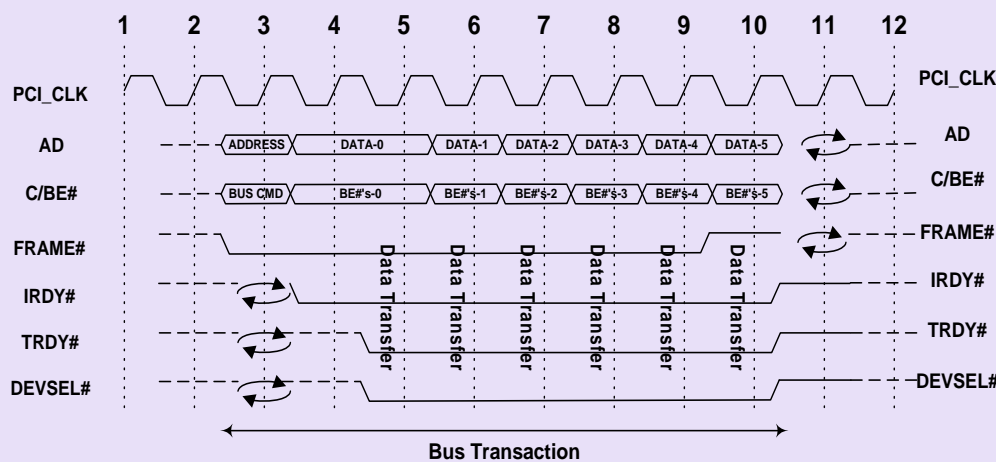 1 2 3 4 5 6 7 8 9 10 11 12
PCI_CLK PCI_CLK
AD ADDRESS DATA-0 DATA-1 DATA-2 DATA-3 DATA-4 DATA-5 AD
C/BE# BUS CMD BE#'s-0 BE#'s-1 BE#'s-2 BE#'s-3 BE#'s-4 BE#'s-5 C/BE#
FRAME# FRAME#
IRDY# IRDY#
TRDY# TRDY#
DEVSEL# DEVSEL#
Data Transfer
Data Transfer
Data Transfer
Data Transfer
Data Transfer
Data Transfer
Bus Transaction